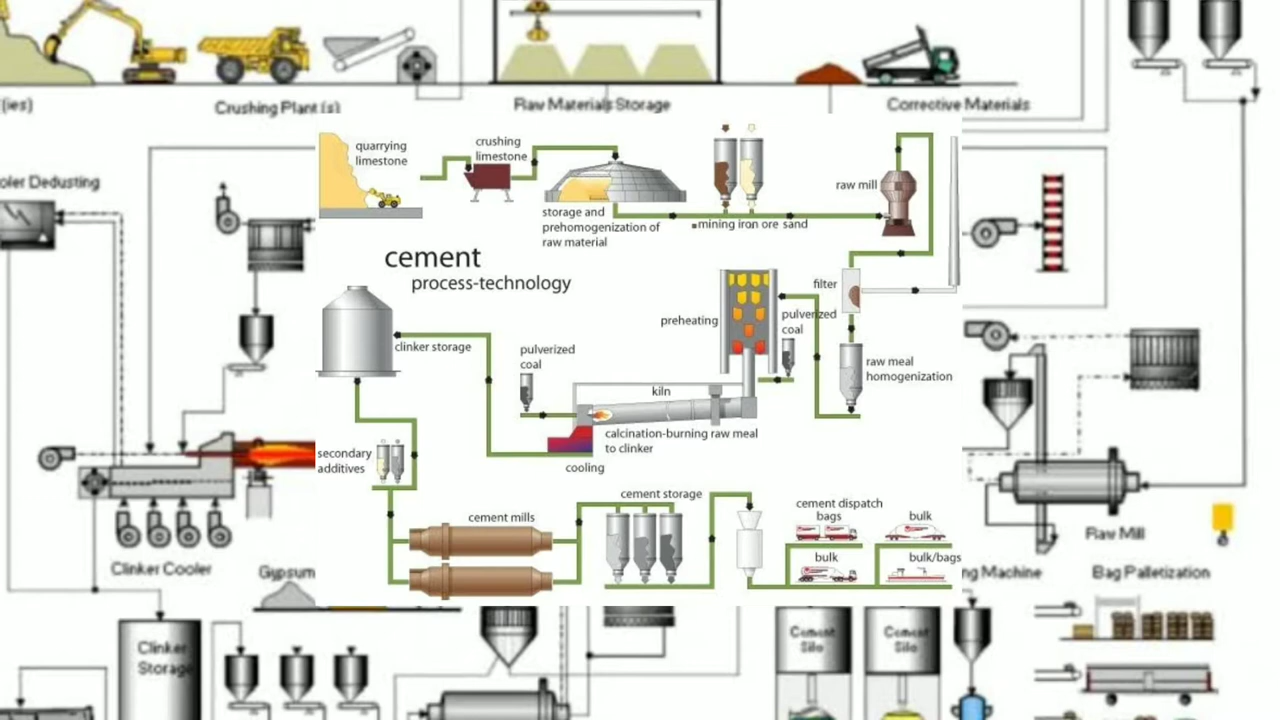 (ies)
Crushing Plant (s)
Raw Materials Storage
Corrective Materials
oler Dedusting
quarrying
limestone
crushing
limestone
storage and
prehomogenization of
raw material
mining iron ore sand
raw mill
cement
process-technology
filter
preheating
pulverized
coal
raw meal
homogenization
clinker storage
pulverized
coal
kiln
calcination-burning raw meal
to clinker
cooling
secondary
additives
cement mills
cement storage
cement dispatch
bags
bulk
bulk
bulk/bags
Raw Mill
Clinker Cooler
Gypsum
ng Machine
Bag Palletization
Clinker
Storage
Cement
Silo
Cement
Silo